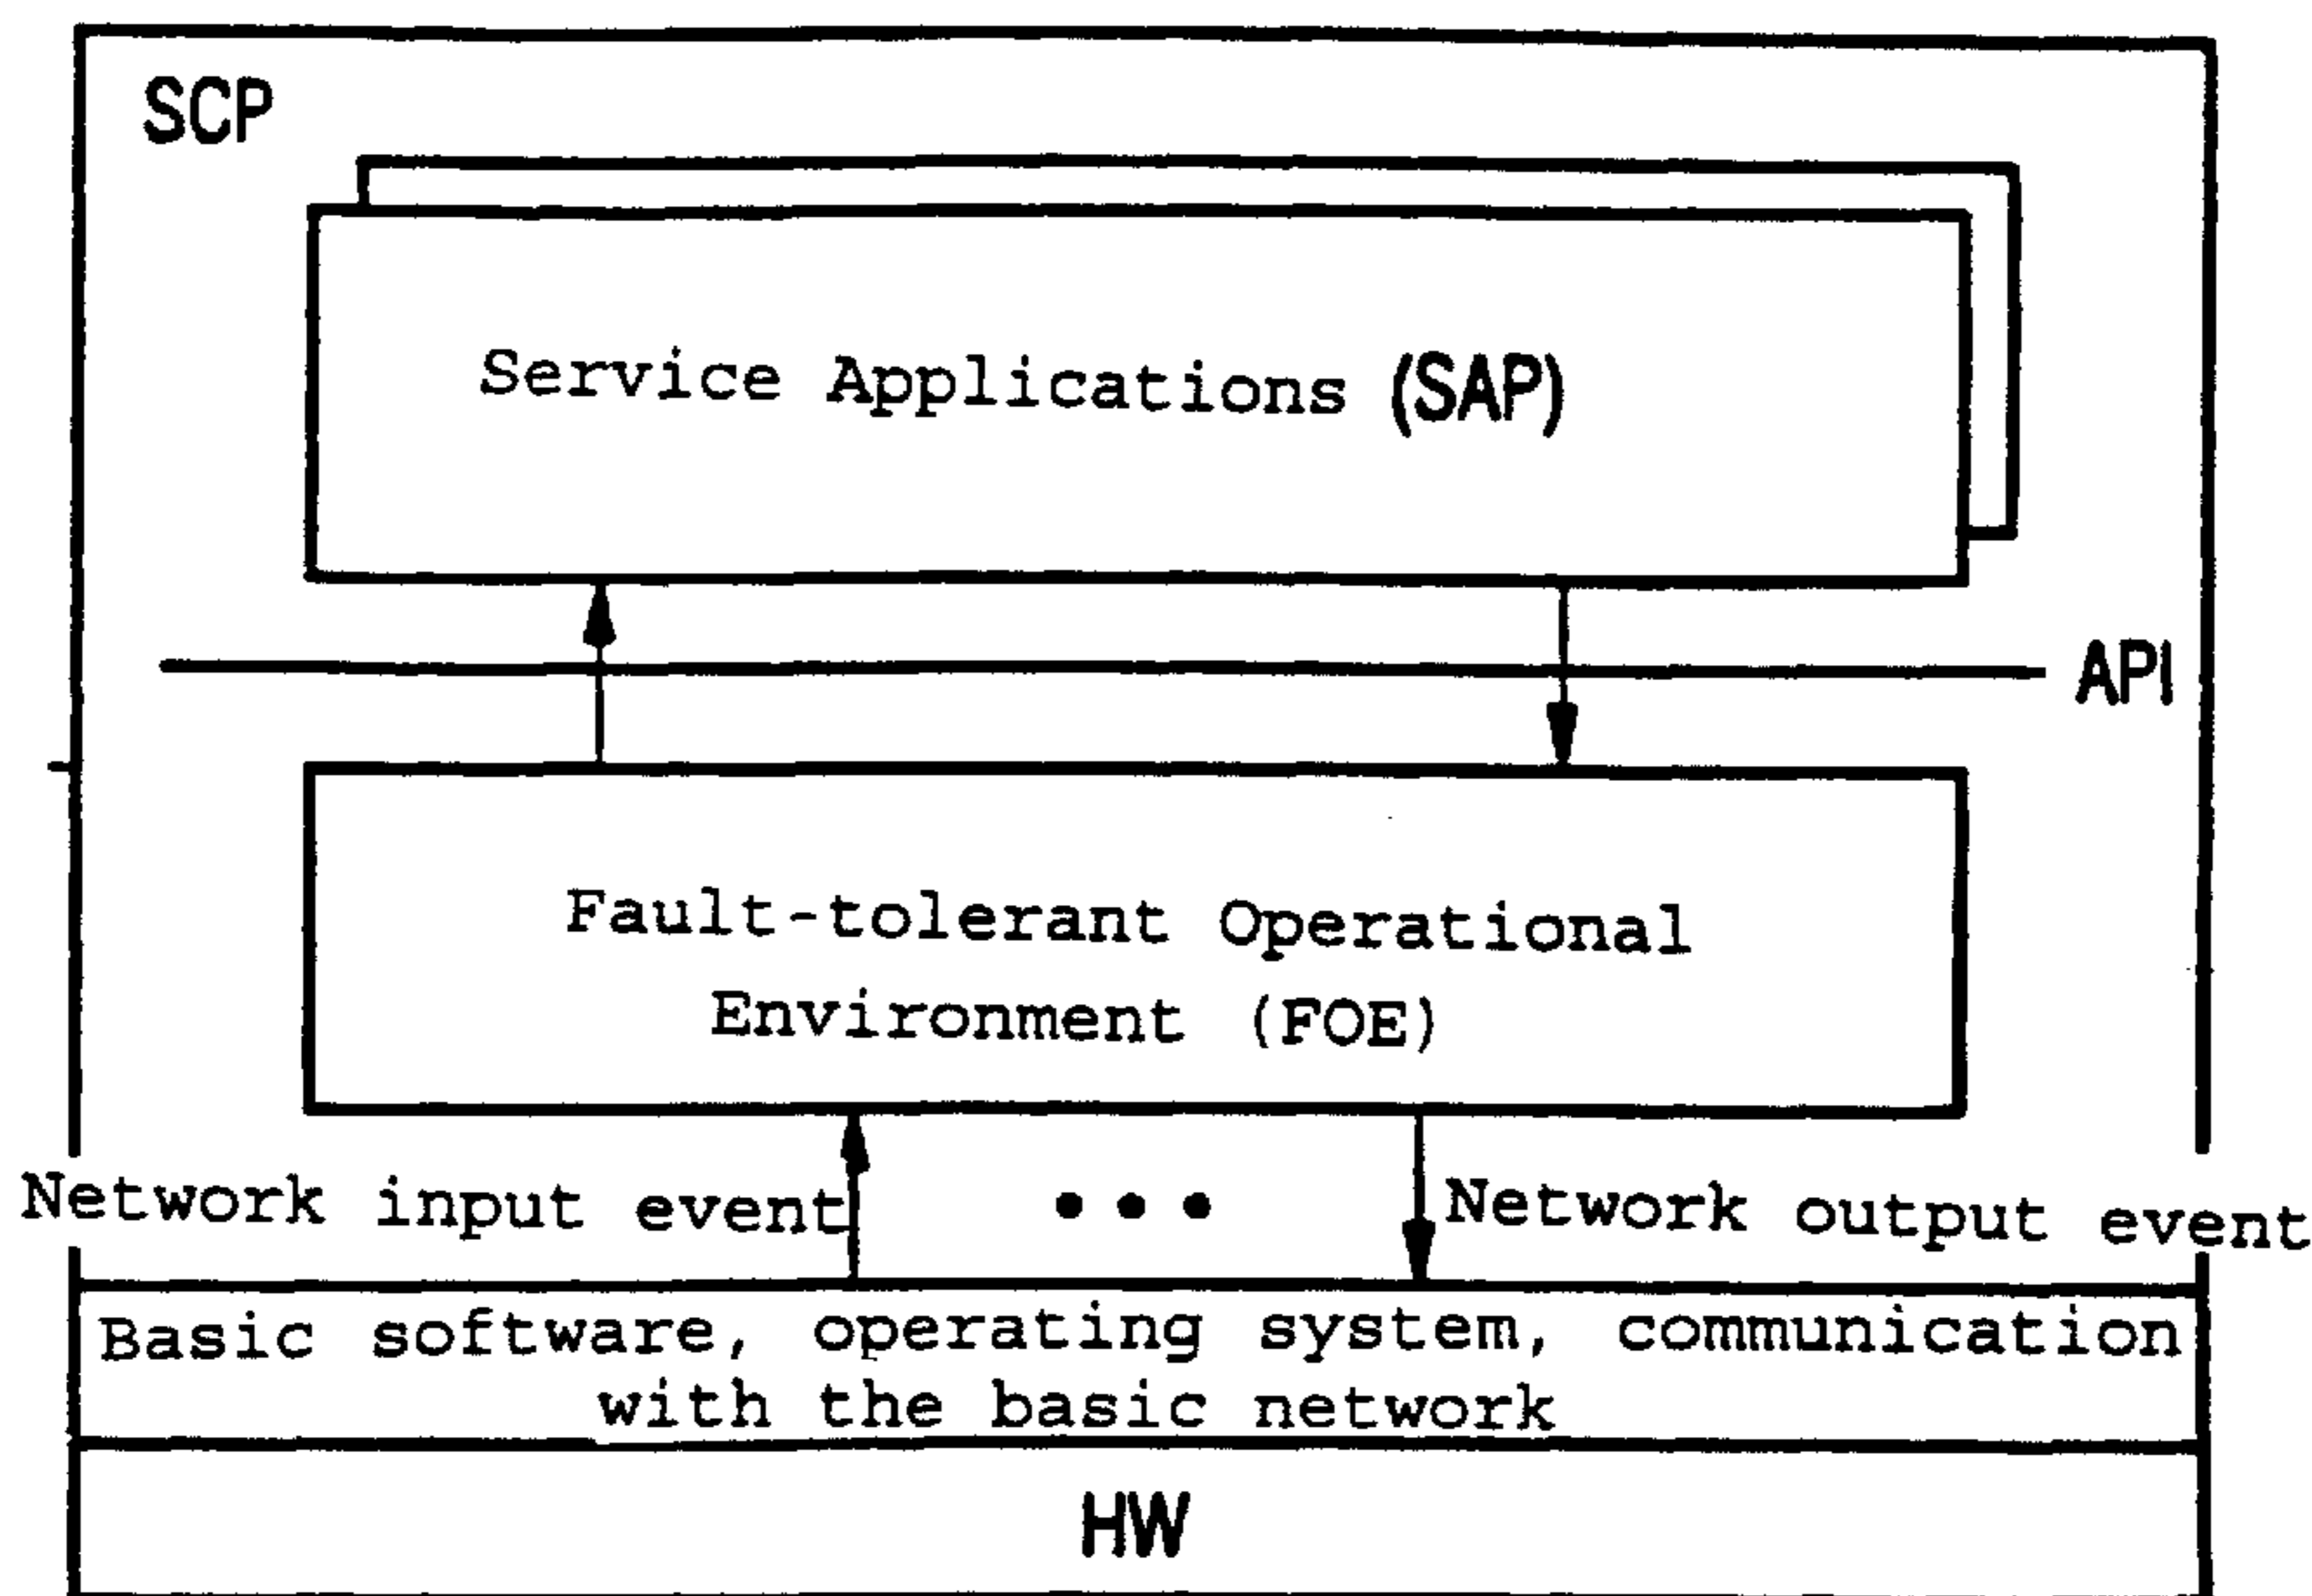 SCP
Service Applications (SAP)
API
Fault-tolerant Operational
Environment (FOE)
Network input event
Network output event
Basic software, operating system, communication
with the basic network
HW